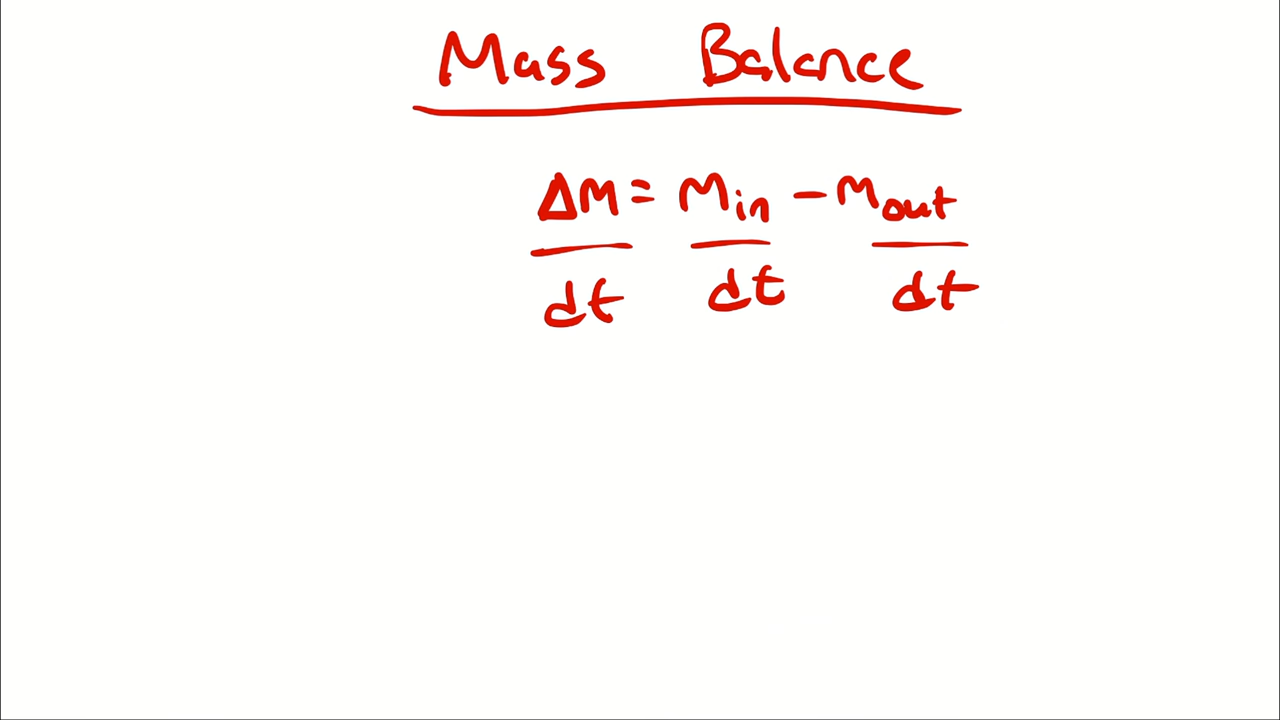 Mass Balance
ΔM = Min - Mout
dt dt dt